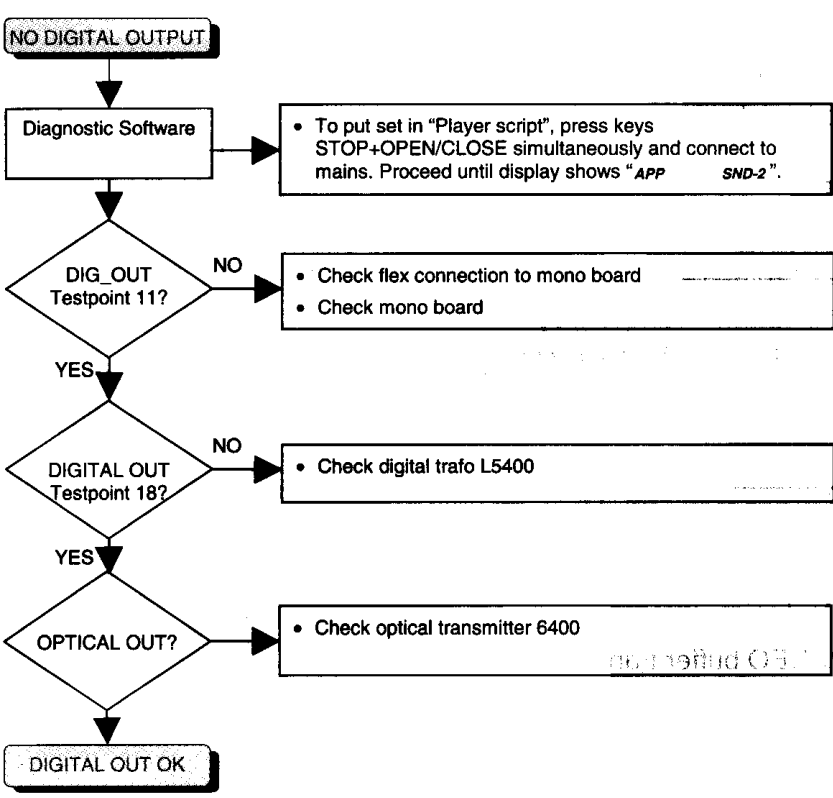 NO DIGITAL OUTPUT
Diagnostic Software
• To put set in “Player script”, press keys
STOP+OPEN/CLOSE simultaneously and connect to
mains. Proceed until display shows “APP SND-2”.
DIG_OUT
Testpoint 11?
NO
• Check flex connection to mono board
• Check mono board
YES
DIGITAL OUT
Testpoint 18?
NO
• Check digital trafo L5400
YES
OPTICAL OUT?
• Check optical transmitter 6400
DIGITAL OUT OK